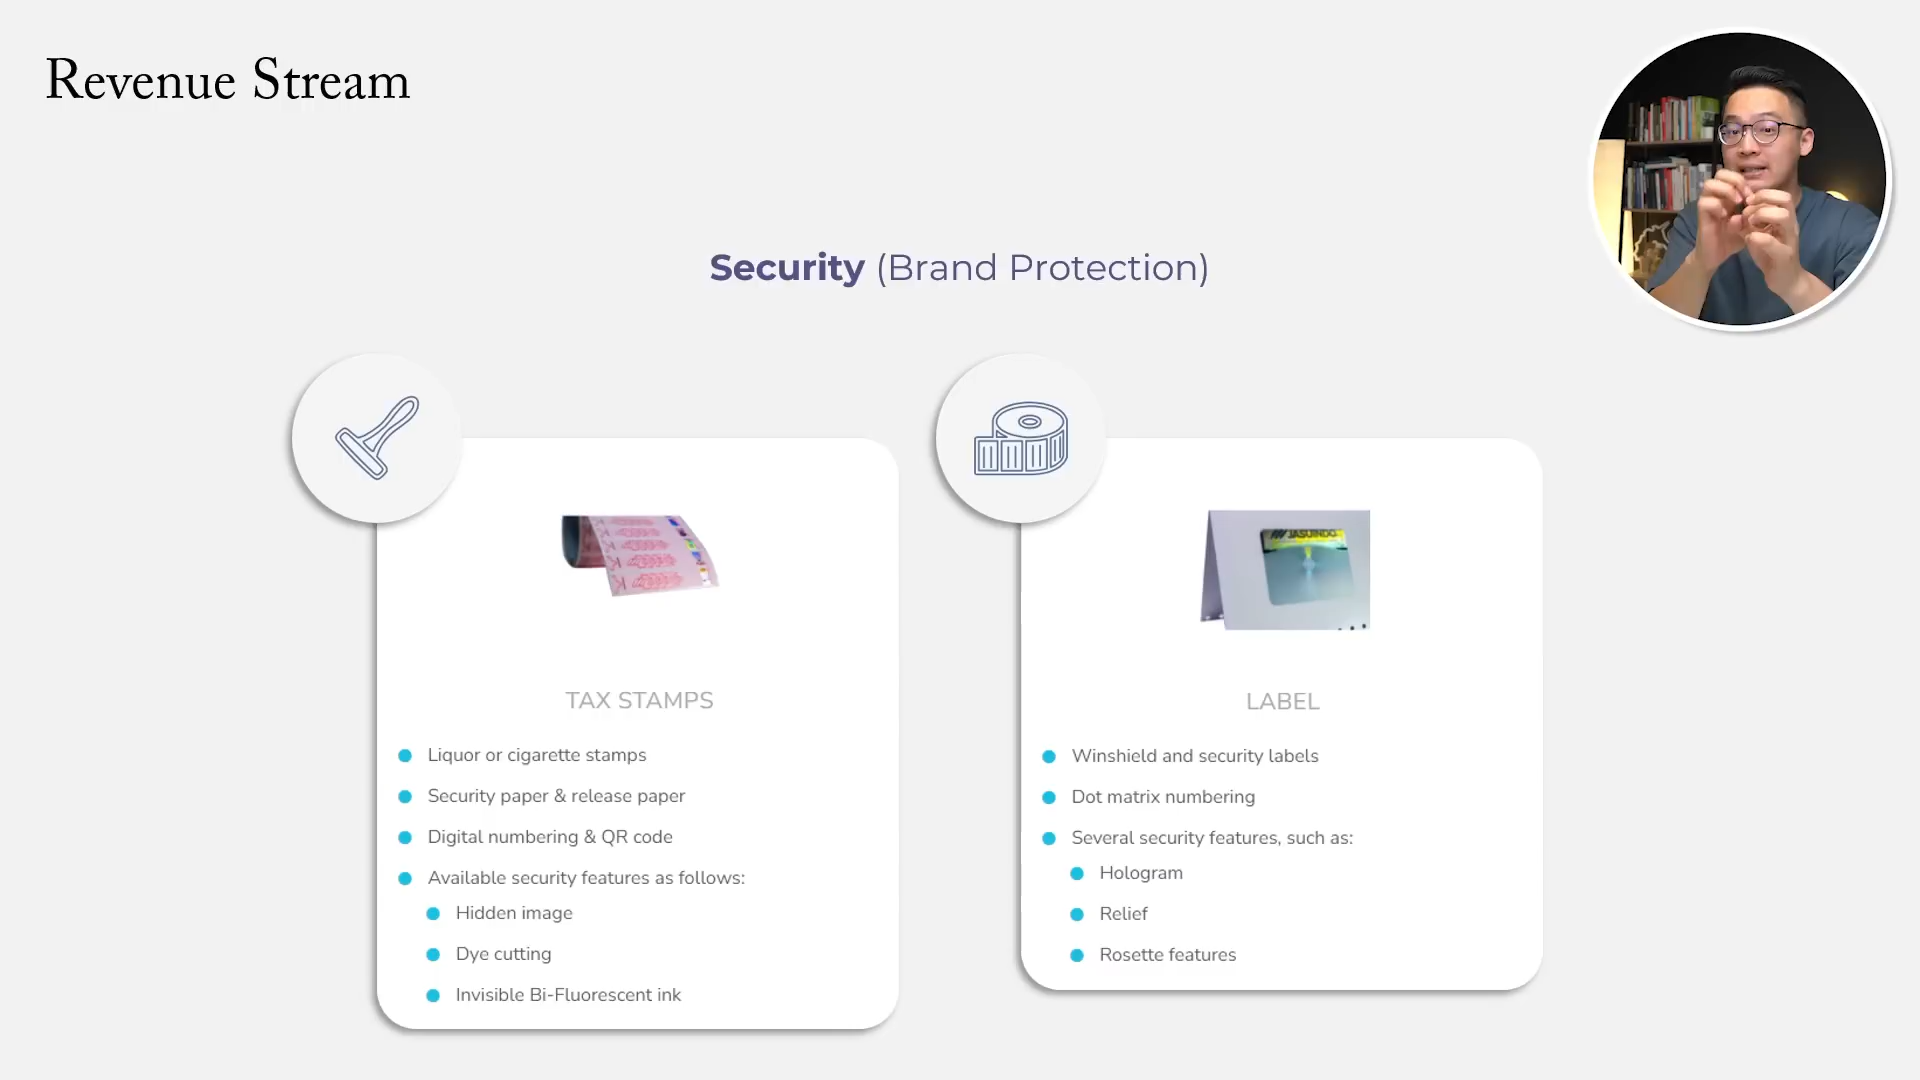 Revenue Stream
Security (Brand Protection)
TAX STAMPS
Liquor or cigarette stamps
Security paper & release paper
Digital numbering & QR code
Available security features as follows:
Hidden image
Dye cutting
Invisible Bi-Fluorescent ink
JASUINDO
LABEL
Winshield and security labels
Dot matrix numbering
Several security features, such as:
Hologram
Relief
Rosette features